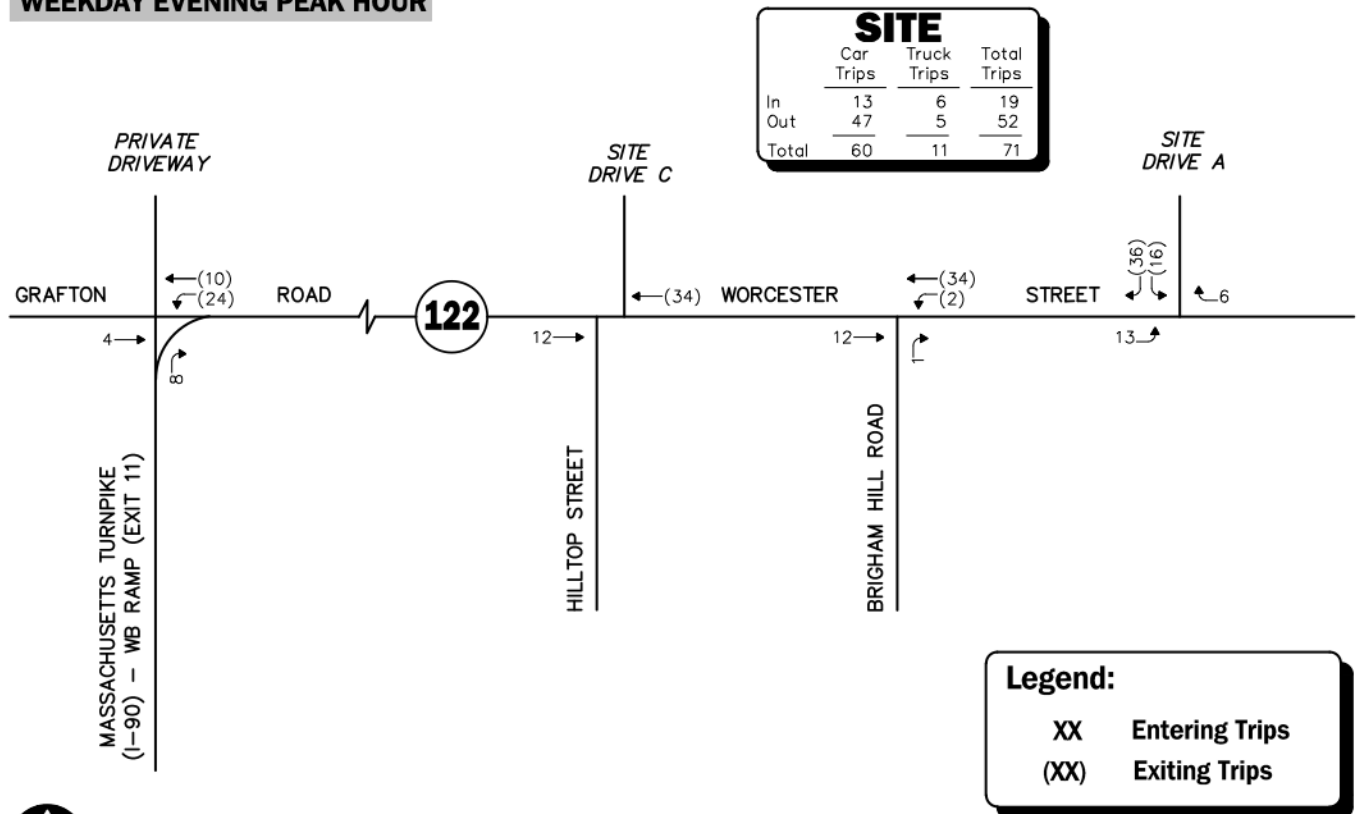 WEEKDAY EVENING PEAK HOUR
SITE
Car Truck Total
Trips Trips Trips
In 13 6 19
Out 47 5 52
Total 60 11 71
PRIVATE
DRIVEWAY
SITE
DRIVE C
SITE
DRIVE A
(10)
(24)
GRAFTON ROAD
122
(34)
WORCESTER STREET
(34)
(2)
(36)
(16)
6
4
8
12
12
1
13
MASSACHUSETTS TURNPIKE
(I-90) – WB RAMP (EXIT 11)
HILLTOP STREET
BRIGHAM HILL ROAD
Legend:
XX Entering Trips
(XX) Exiting Trips